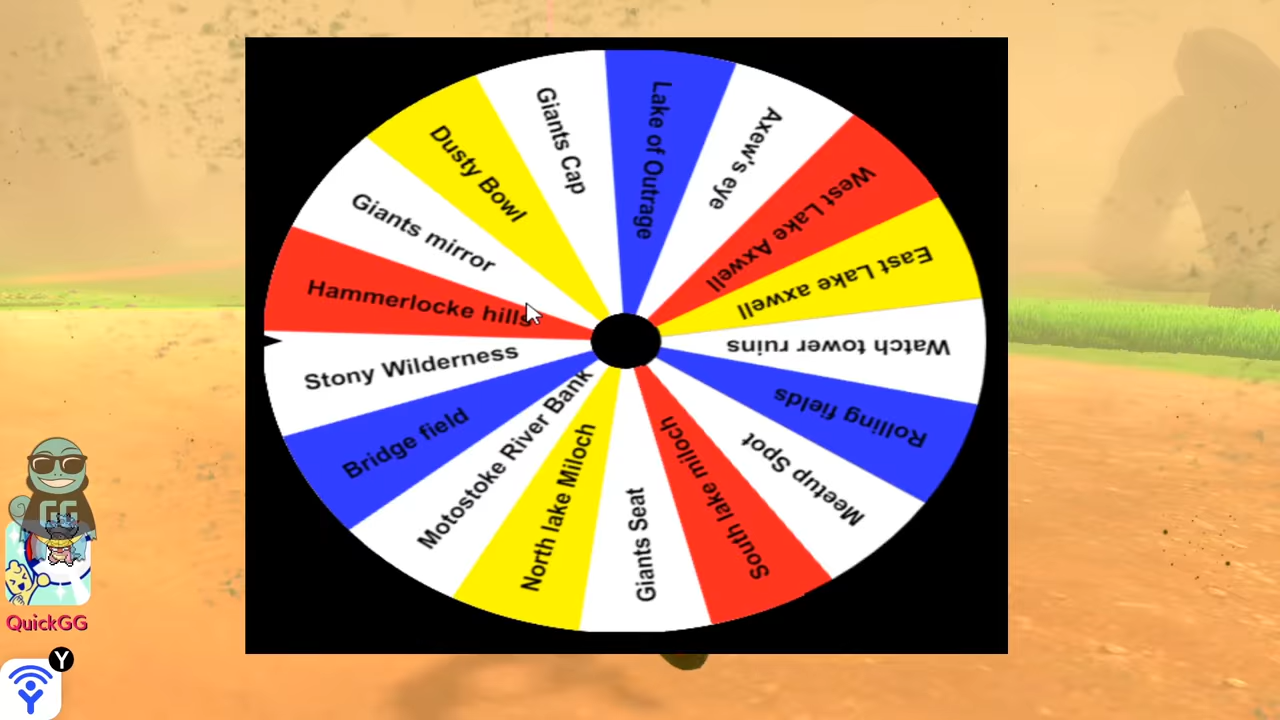 Lake of Outrage
Axew's eye
West Lake Axwell
East Lake axwell
Watch tower ruins
Rolling fields
Meetup Spot
South lake miloch
Giants Seat
North lake Miloch
Motostoke River Bank
Bridge field
Stony Wilderness
Hammerlocke hills
Giants mirror
Dusty Bowl
Giants Cap
GG
QuickGG
Y